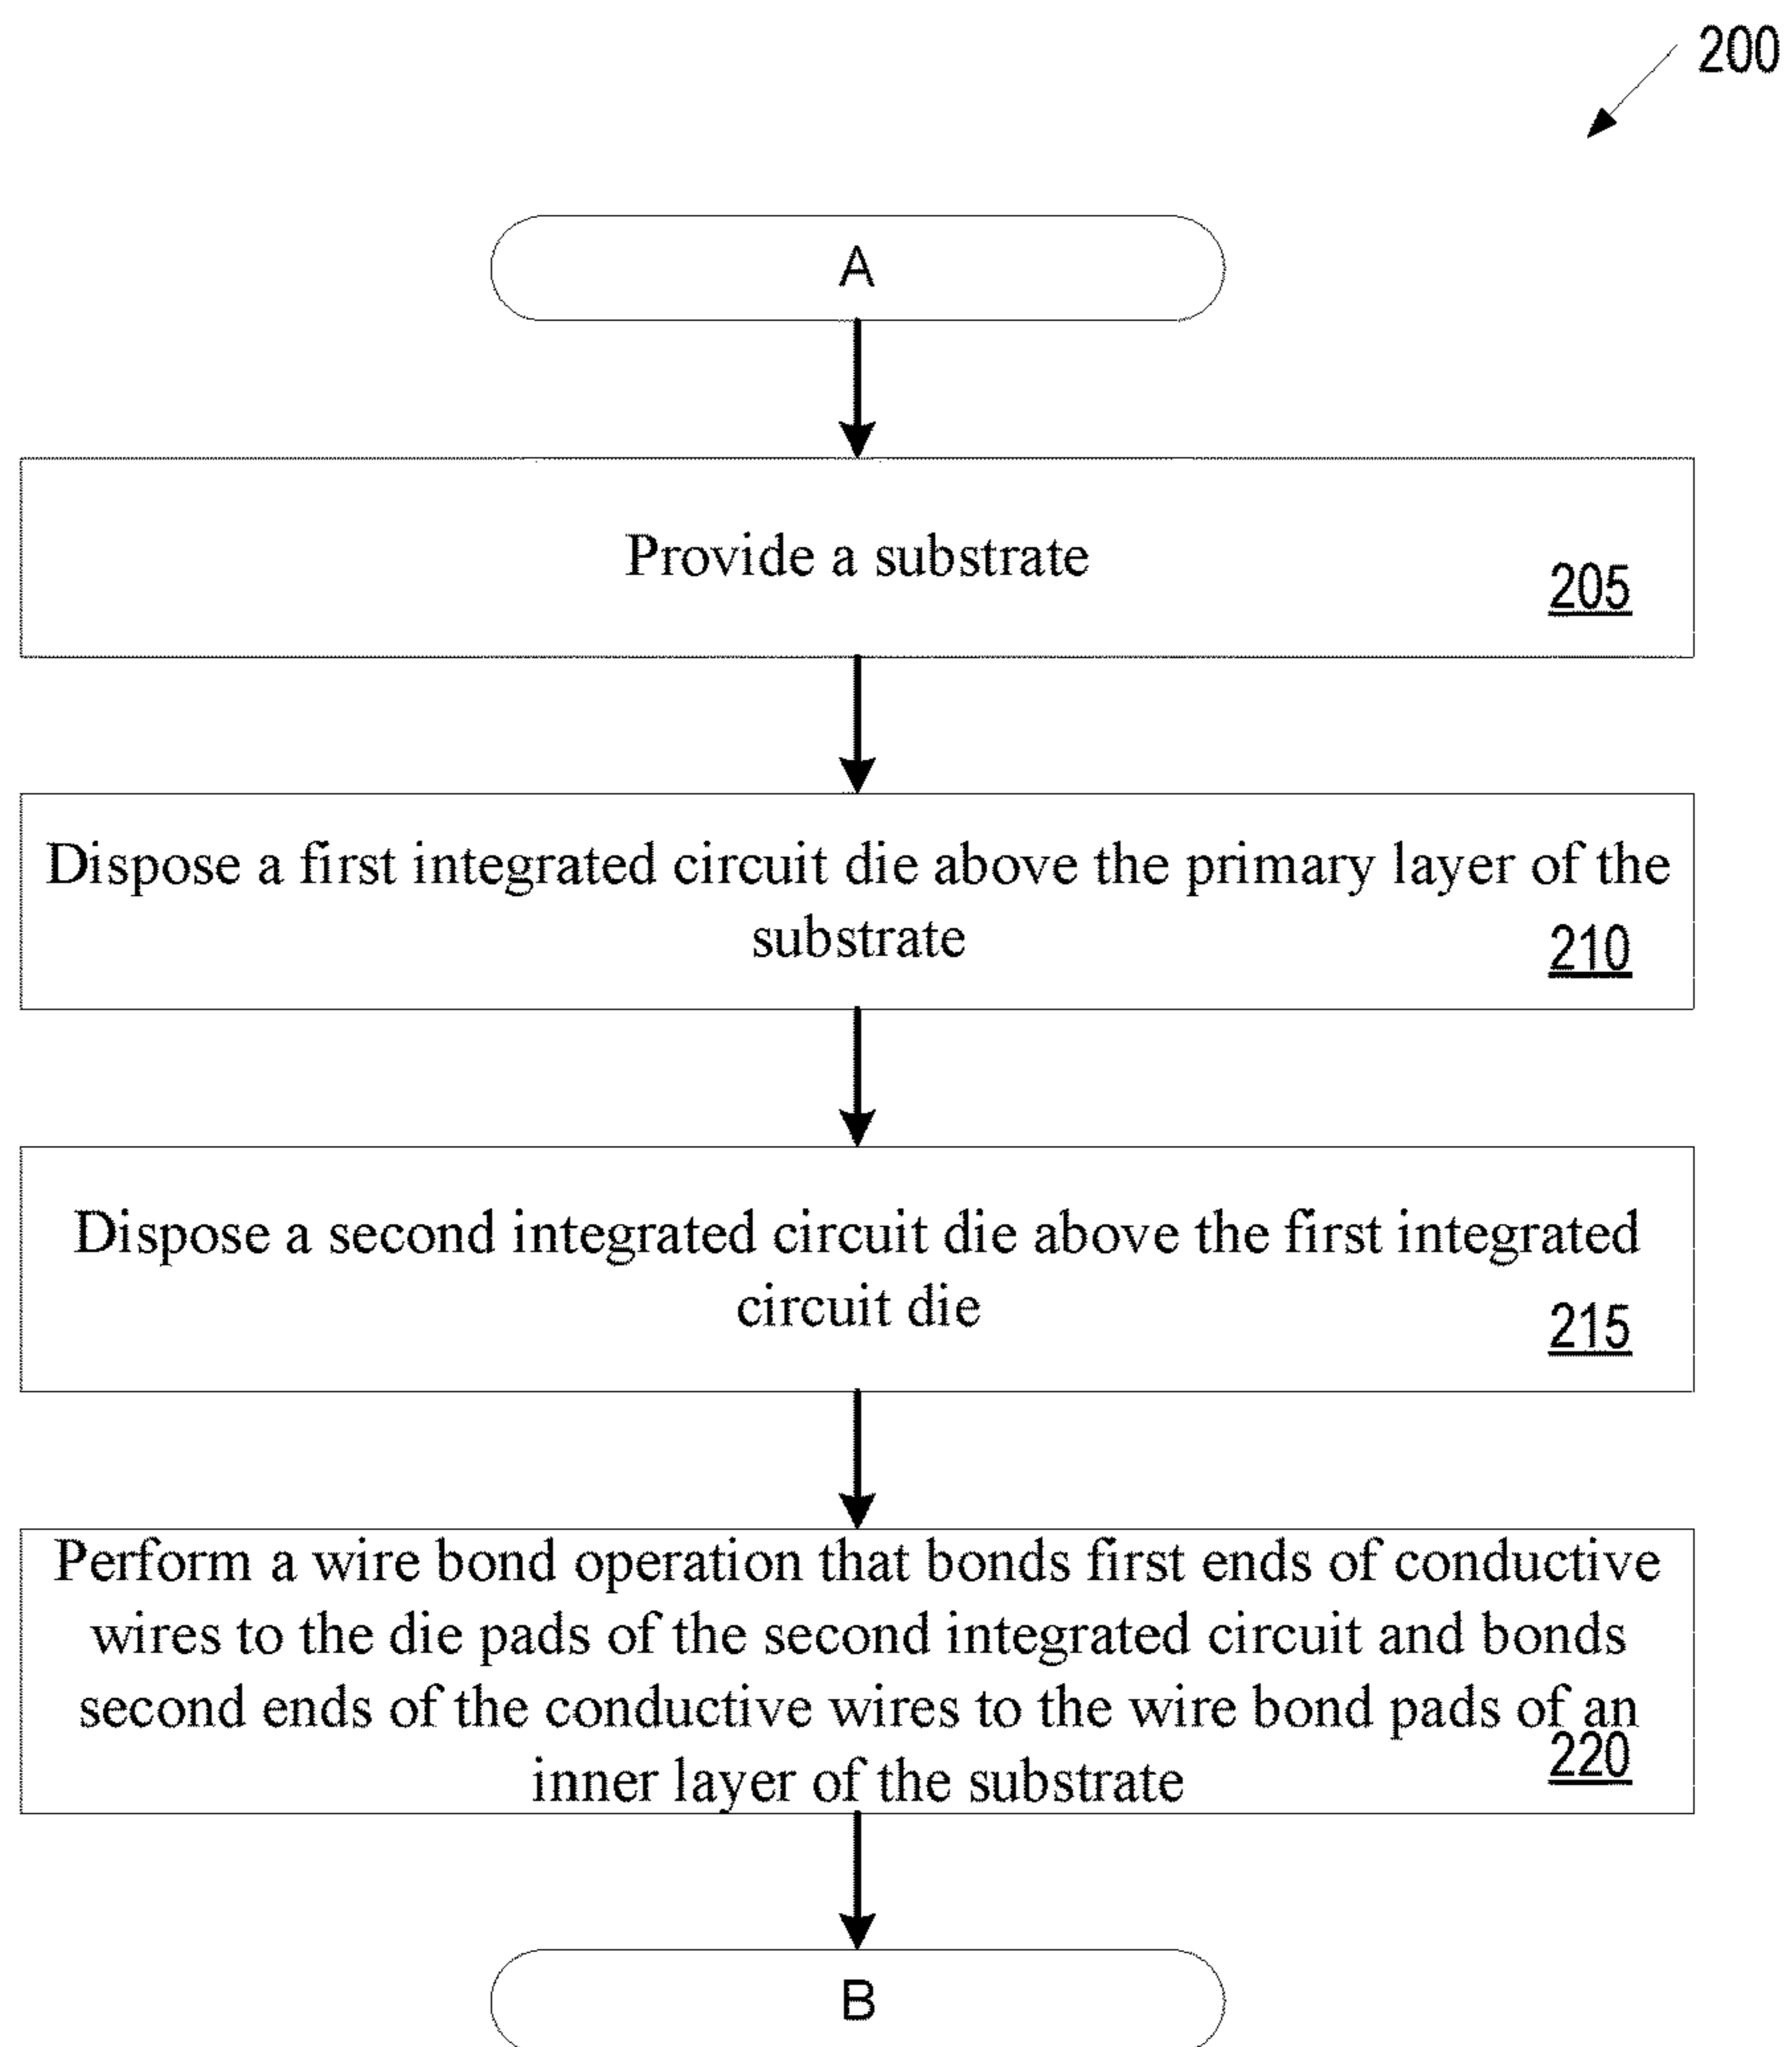 200
A
Provide a substrate
205
Dispose a first integrated circuit die above the primary layer of the
substrate
210
Dispose a second integrated circuit die above the first integrated
circuit die
215
Perform a wire bond operation that bonds first ends of conductive
wires to the die pads of the second integrated circuit and bonds
second ends of the conductive wires to the wire bond pads of an
inner layer of the substrate
220
B